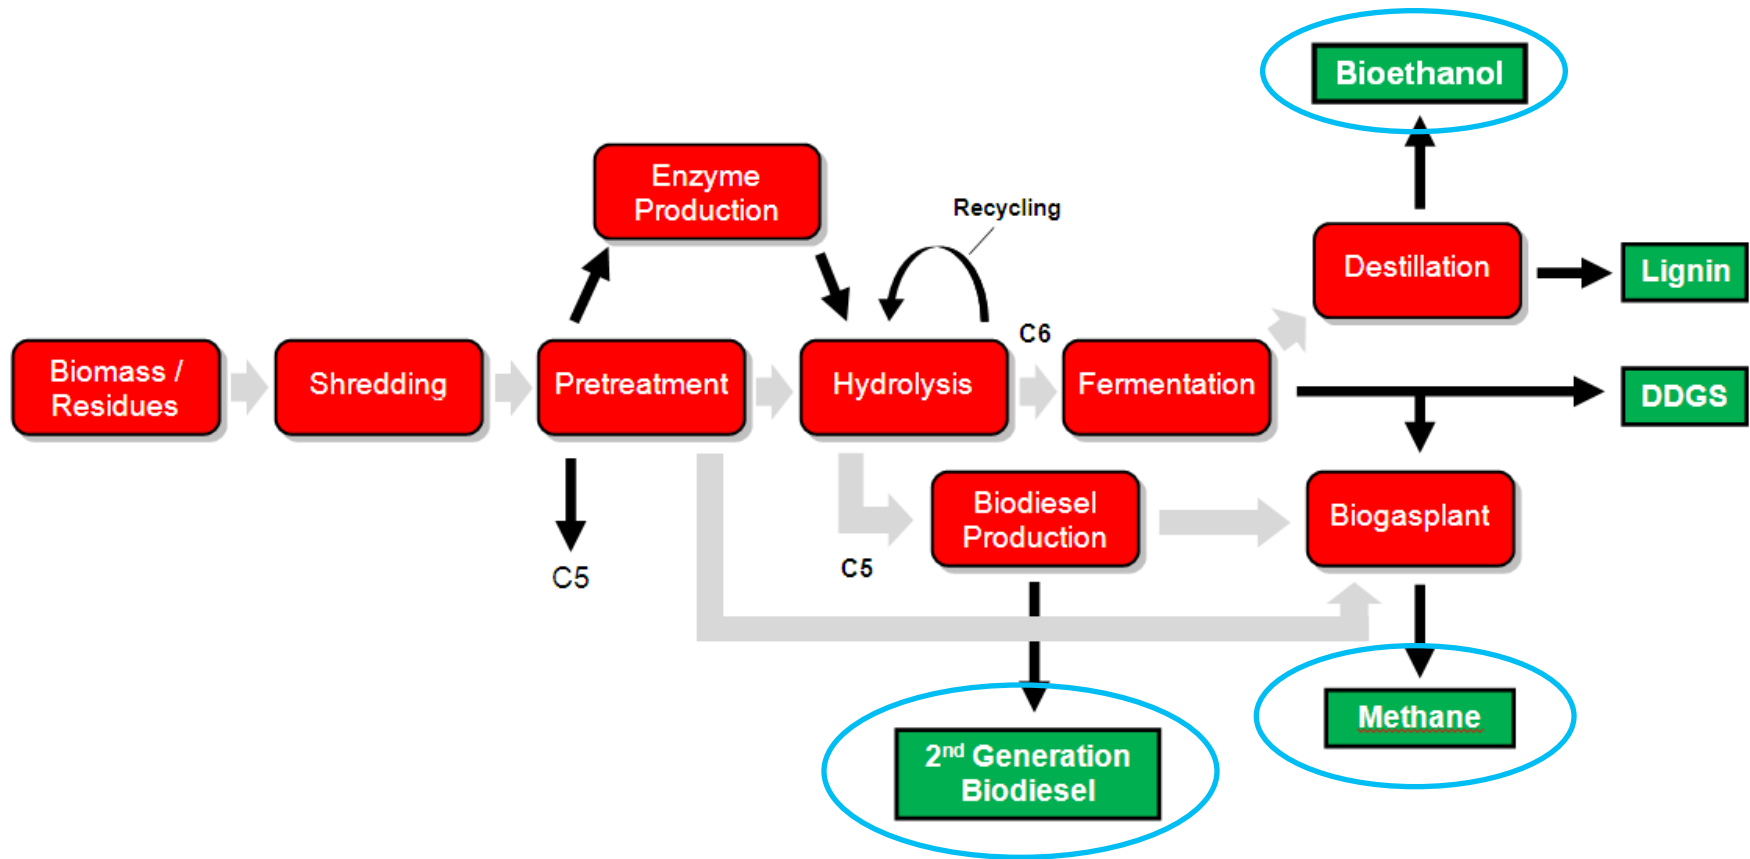 Bioethanol
Enzyme
Production
Recycling
Destillation
Lignin
C6
Biomass /
Residues
Shredding
Pretreatment
Hydrolysis
Fermentation
DDGS
Biodiesel
Production
Biogasplant
C5
C5
Methane
2nd Generation
Biodiesel